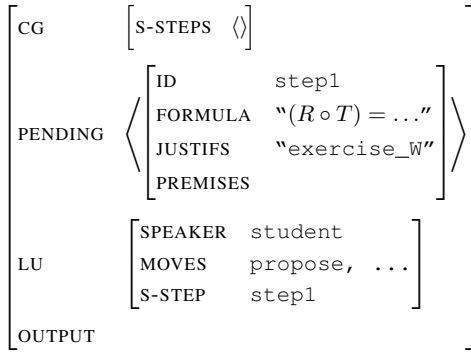 CG [S-STEPS ⟨⟩]
ID step1
FORMULA “(R ∘ T) = ...”
PENDING JUSTIFS “exercise_W”
PREMISES
SPEAKER student
LU MOVES propose, ...
S-STEP step1
OUTPUT